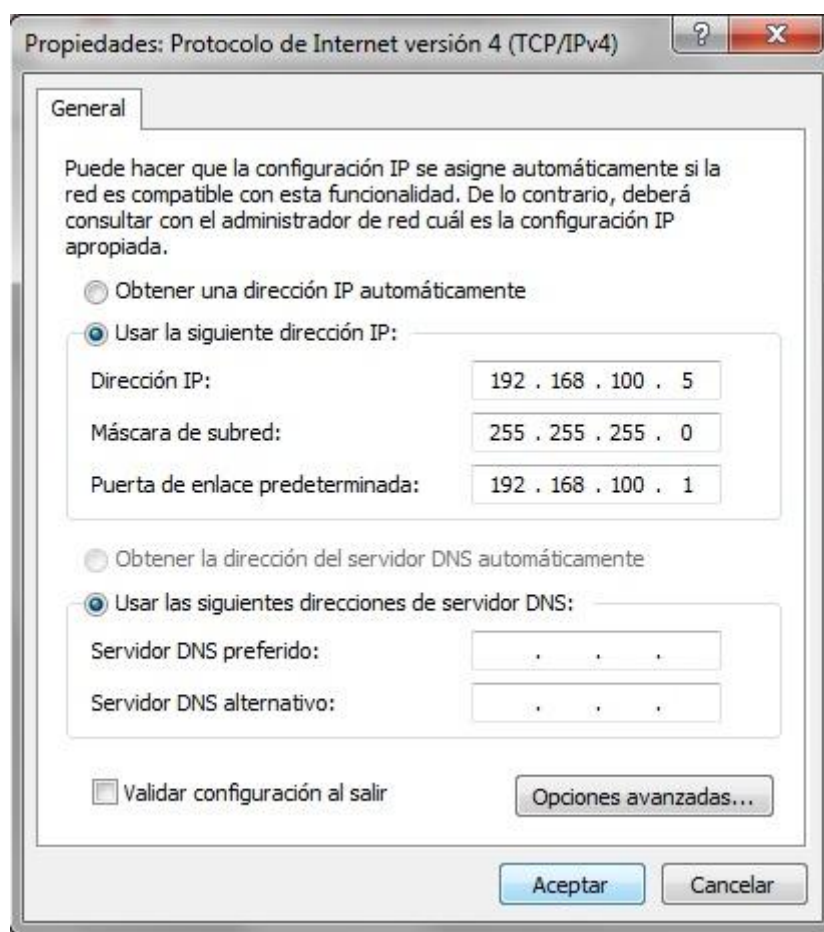 Propiedades: Protocolo de Internet versión 4 (TCP/IPv4)
General
Puede hacer que la configuración IP se asigne automáticamente si la
red es compatible con esta funcionalidad. De lo contrario, deberá
consultar con el administrador de red cuál es la configuración IP
apropiada.
Obtener una dirección IP automáticamente
Usar la siguiente dirección IP:
Dirección IP: 192 . 168 . 100 . 5
Máscara de subred: 255 . 255 . 255 . 0
Puerta de enlace predeterminada: 192 . 168 . 100 . 1
Obtener la dirección del servidor DNS automáticamente
Usar las siguientes direcciones de servidor DNS:
Servidor DNS preferido: . . .
Servidor DNS alternativo: . . .
Validar configuración al salir Opciones avanzadas...
Aceptar Cancelar